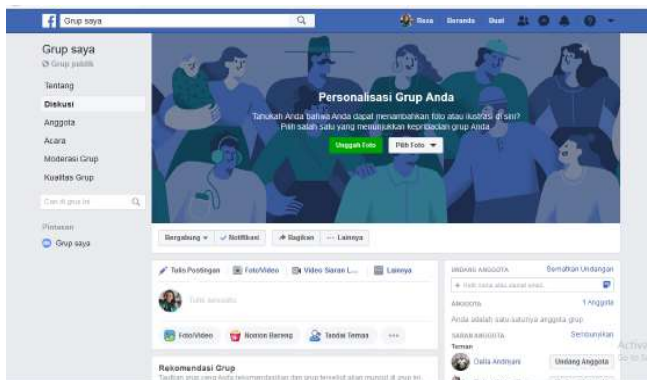 Grup saya
Reza Beranda Buat
Grup saya
Grup publik
Tentang
Diskusi
Anggota
Acara
Moderasi Grup
Kualitas Grup
Cari di grup ini
Pintasan
Grup saya
Personalisasi Grup Anda
Tahukah Anda bahwa Anda dapat menambahkan foto atau ilustrasi di sini?
Pilih salah satu yang menunjukkan kepribadian grup Anda.
Unggah Foto Pilih Foto
Bergabung Notifikasi Bagikan Lainnya
Tulis Postingan Foto/Video Video Siaran L... Lainnya
Tulis sesuatu...
Foto/Video Nonton Bareng Tandai Teman
Rekomendasi Grup
UNDANG ANGGOTA Sematkan Undangan
ANGGOTA 1 Anggota
Anda adalah satu-satunya anggota grup
SARAN ANGGOTA Sembunyikan
Teman
Undang Anggota